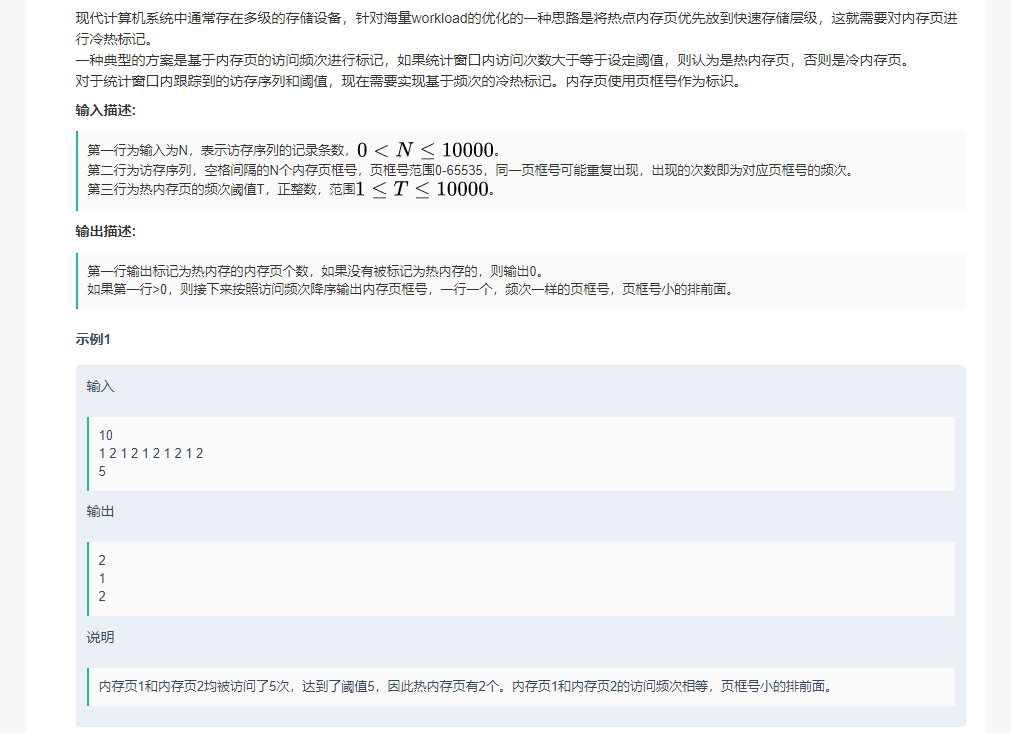 现代计算机系统中通常存在多级的存储设备，针对海量workload的优化的一种思路是将热点内存页优先放到快速存储层级，这就需要对内存页进
行冷热标记。
一种典型的方案是基于内存页的访问频次进行标记，如果统计窗口内访问次数大于等于设定阈值，则认为是热内存页，否则是冷内存页。
对于统计窗口内跟踪到的访存序列和阈值，现在需要实现基于频次的冷热标记。内存页使用页框号作为标识。
输入描述：
第一行为输入为N，表示访存序列的记录条数，0 < N ≤ 10000。
第二行为访存序列，空格间隔的N个内存页框号，页框号范围0-65535，同一页框号可能重复出现，出现的次数即为对应页框号的频次。
第三行为热内存页的频次阈值T，正整数，范围1 ≤ T ≤ 10000。
输出描述：
第一行输出标记为热内存的内存页个数，如果没有被标记为热内存的，则输出0。
如果第一行>0，则接下来按照访问频次降序输出内存页框号，一行一个，频次一样的页框号，页框号小的排前面。
示例1
输入
10
1 2 1 2 1 2 1 2 1 2
5
输出
2
1
2
说明
内存页1和内存页2均被访问了5次，达到了阈值5，因此热内存页有2个。内存页1和内存页2的访问频次相等，页框号小的排前面。